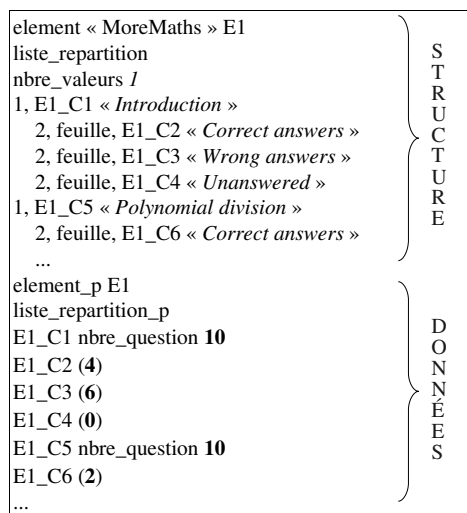 element « MoreMaths » E1
liste_repartition
nbre_valeurs 1
1, E1_C1 « Introduction »
2, feuille, E1_C2 « Correct answers »
2, feuille, E1_C3 « Wrong answers »
2, feuille, E1_C4 « Unanswered »
1, E1_C5 « Polynomial division »
2, feuille, E1_C6 « Correct answers »
...
STRUCTURE
element_p E1
liste_repartition_p
E1_C1 nbre_question 10
E1_C2 (4)
E1_C3 (6)
E1_C4 (0)
E1_C5 nbre_question 10
E1_C6 (2)
...
DONNÉES